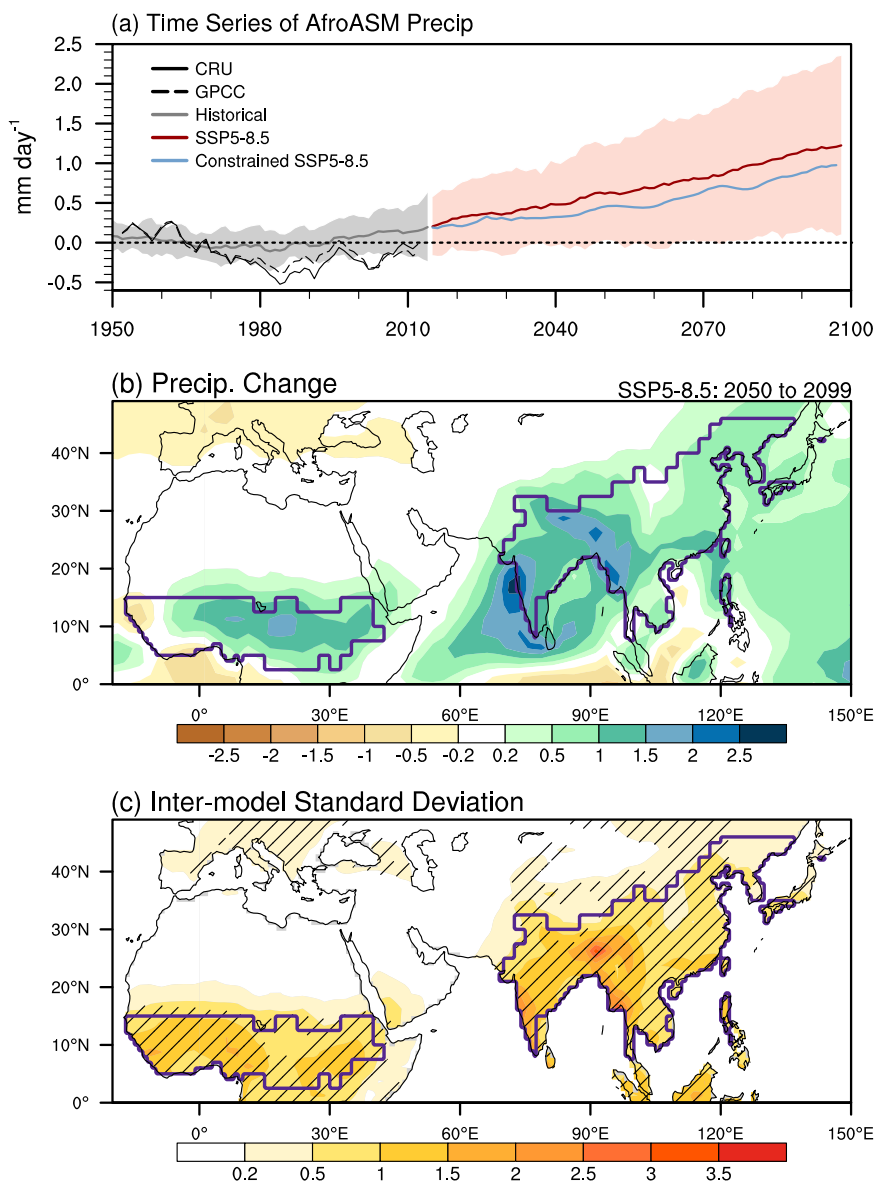 (a) Time Series of AfroASM Precip
2.5
2.0
1.5
1.0
0.5
0.0
-0.5
mm day-1
CRU
GPCC
Historical
SSP5-8.5
Constrained SSP5-8.5
1950 1980 2010 2040 2070 2100
(b) Precip. Change SSP5-8.5: 2050 to 2099
40°N
30°N
20°N
10°N
0°
0° 30°E 60°E 90°E 120°E 150°E
-2.5 -2 -1.5 -1 -0.5 -0.2 0.2 0.5 1 1.5 2 2.5
(c) Inter-model Standard Deviation
40°N
30°N
20°N
10°N
0°
0° 30°E 60°E 90°E 120°E 150°E
0.2 0.5 1 1.5 2 2.5 3 3.5